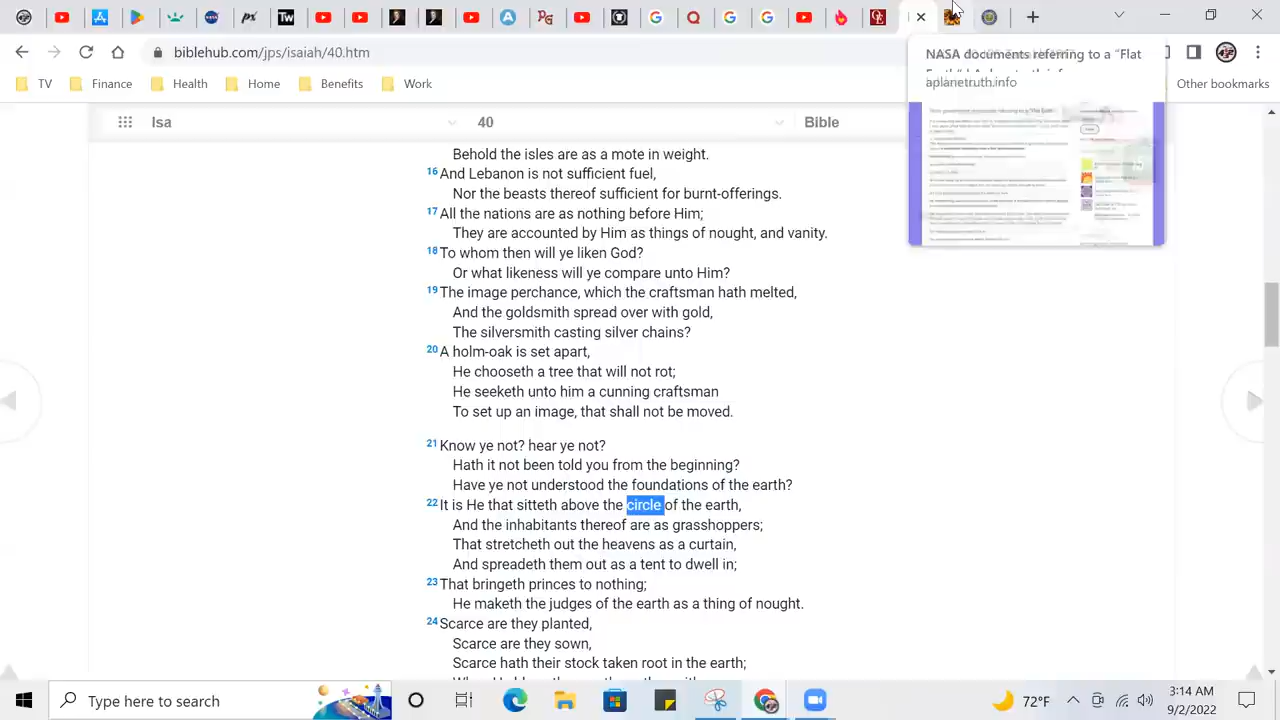 biblehub.com/jps/isaiah/40.htm
TV Finance Health Benefits Work Other bookmarks
NASA documents referring to a “Flat
aplanetruth.info
Isa 40 Bible
as a mote in weight.
16 And Lebanon is not sufficient fuel,
Nor the beasts thereof sufficient for burnt-offerings.
17 All the nations are as nothing before Him;
They are accounted by Him as things of nought, and vanity.
18 To whom then will ye liken God?
Or what likeness will ye compare unto Him?
19 The image perchance, which the craftsman hath melted,
And the goldsmith spread over with gold,
The silversmith casting silver chains?
20 A holm-oak is set apart,
He chooseth a tree that will not rot;
He seeketh unto him a cunning craftsman
To set up an image, that shall not be moved.
21 Know ye not? hear ye not?
Hath it not been told you from the beginning?
Have ye not understood the foundations of the earth?
22 It is He that sitteth above the circle of the earth,
And the inhabitants thereof are as grasshoppers;
That stretcheth out the heavens as a curtain,
And spreadeth them out as a tent to dwell in;
23 That bringeth princes to nothing;
He maketh the judges of the earth as a thing of nought.
24 Scarce are they planted,
Scarce are they sown,
Scarce hath their stock taken root in the earth;
Type here to search
72°F
3:14 AM
9/2/2022